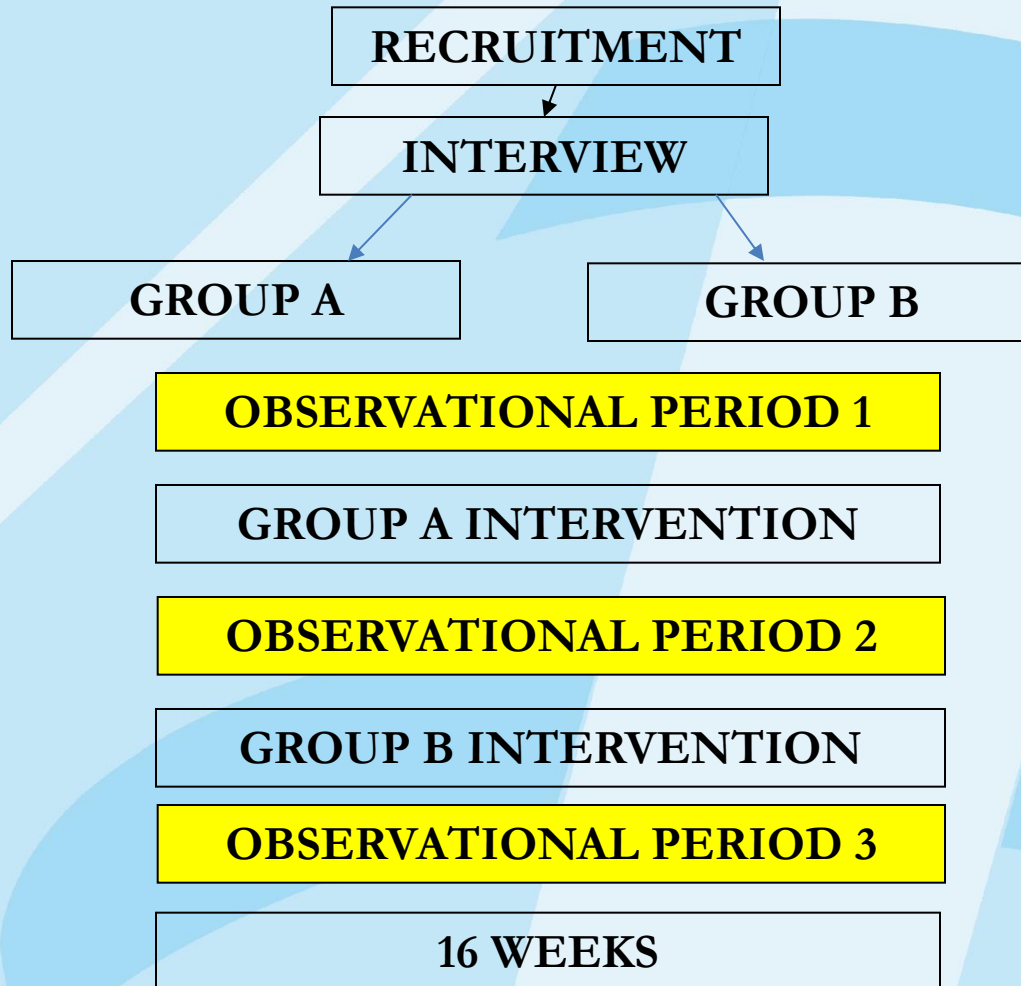 RECRUITMENT
INTERVIEW
GROUP A
GROUP B
OBSERVATIONAL PERIOD 1
GROUP A INTERVENTION
OBSERVATIONAL PERIOD 2
GROUP B INTERVENTION
OBSERVATIONAL PERIOD 3
16 WEEKS